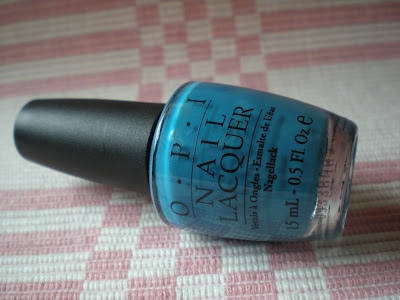 O·P·I
NAIL
LACQUER
Vernis à Ongles • Esmalte de Uñas
Nagellack
15 mL - 0.5 Fl. Oz ℮